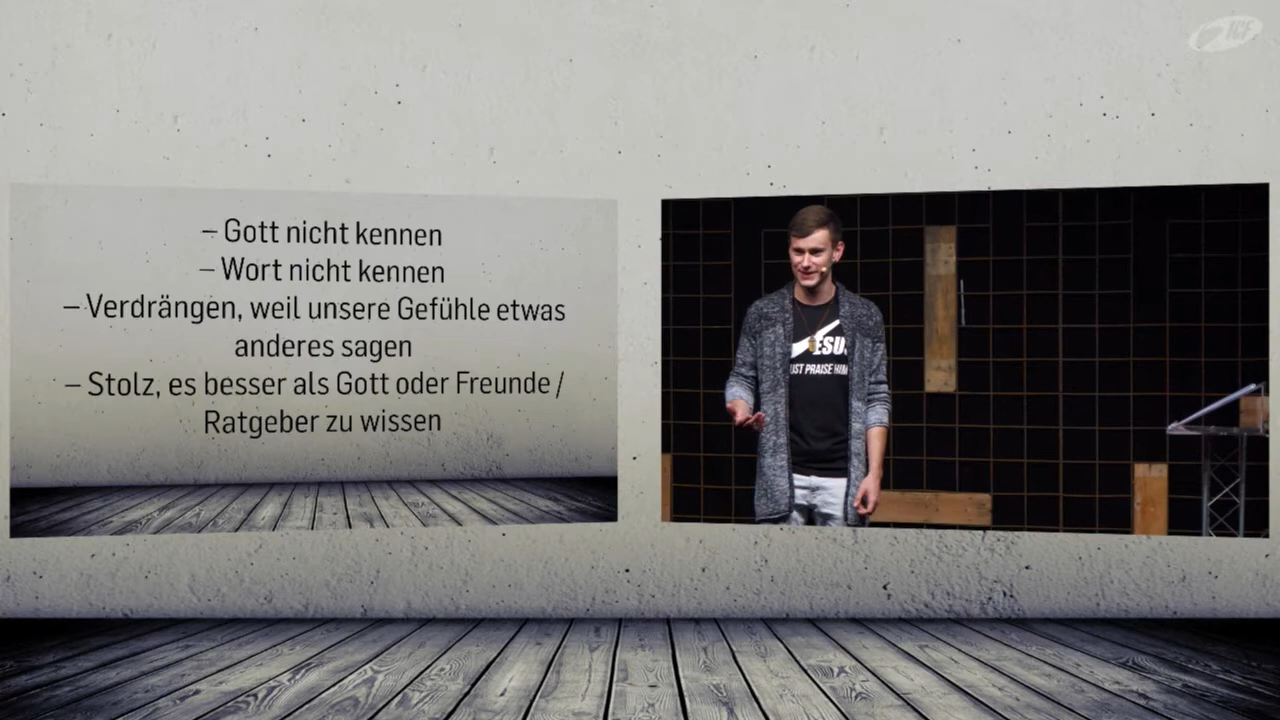 – Gott nicht kennen
– Wort nicht kennen
– Verdrängen, weil unsere Gefühle etwas
anderes sagen
– Stolz, es besser als Gott oder Freunde /
Ratgeber zu wissen
ICF